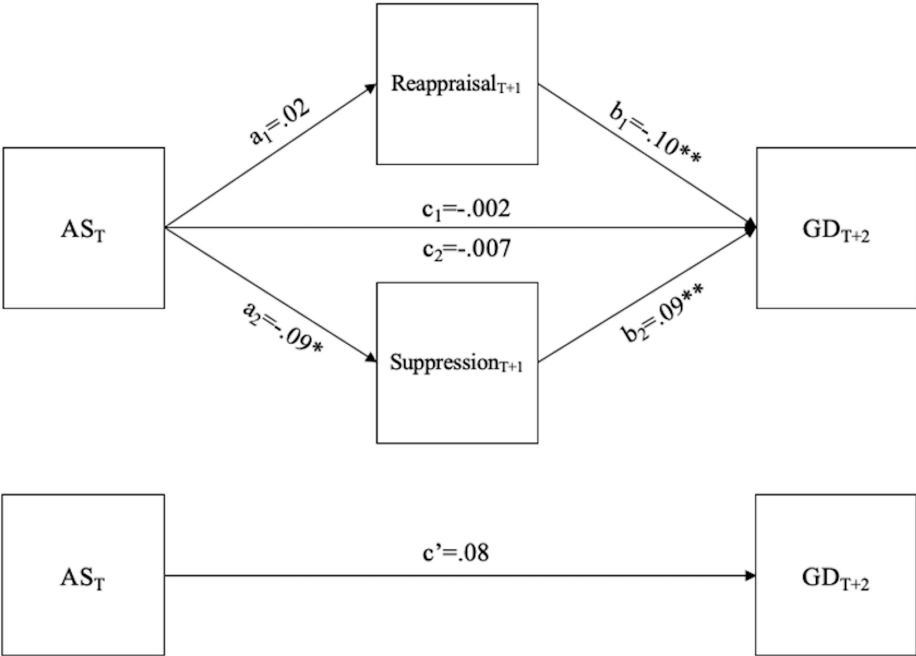 Reappraisal_T+1
a₁=.02
b₁=-.10**
AS_T
c₁=-.002
c₂=-.007
GD_T+2
a₂=-.09*
b₂=.09**
Suppression_T+1
AS_T
c’=.08
GD_T+2